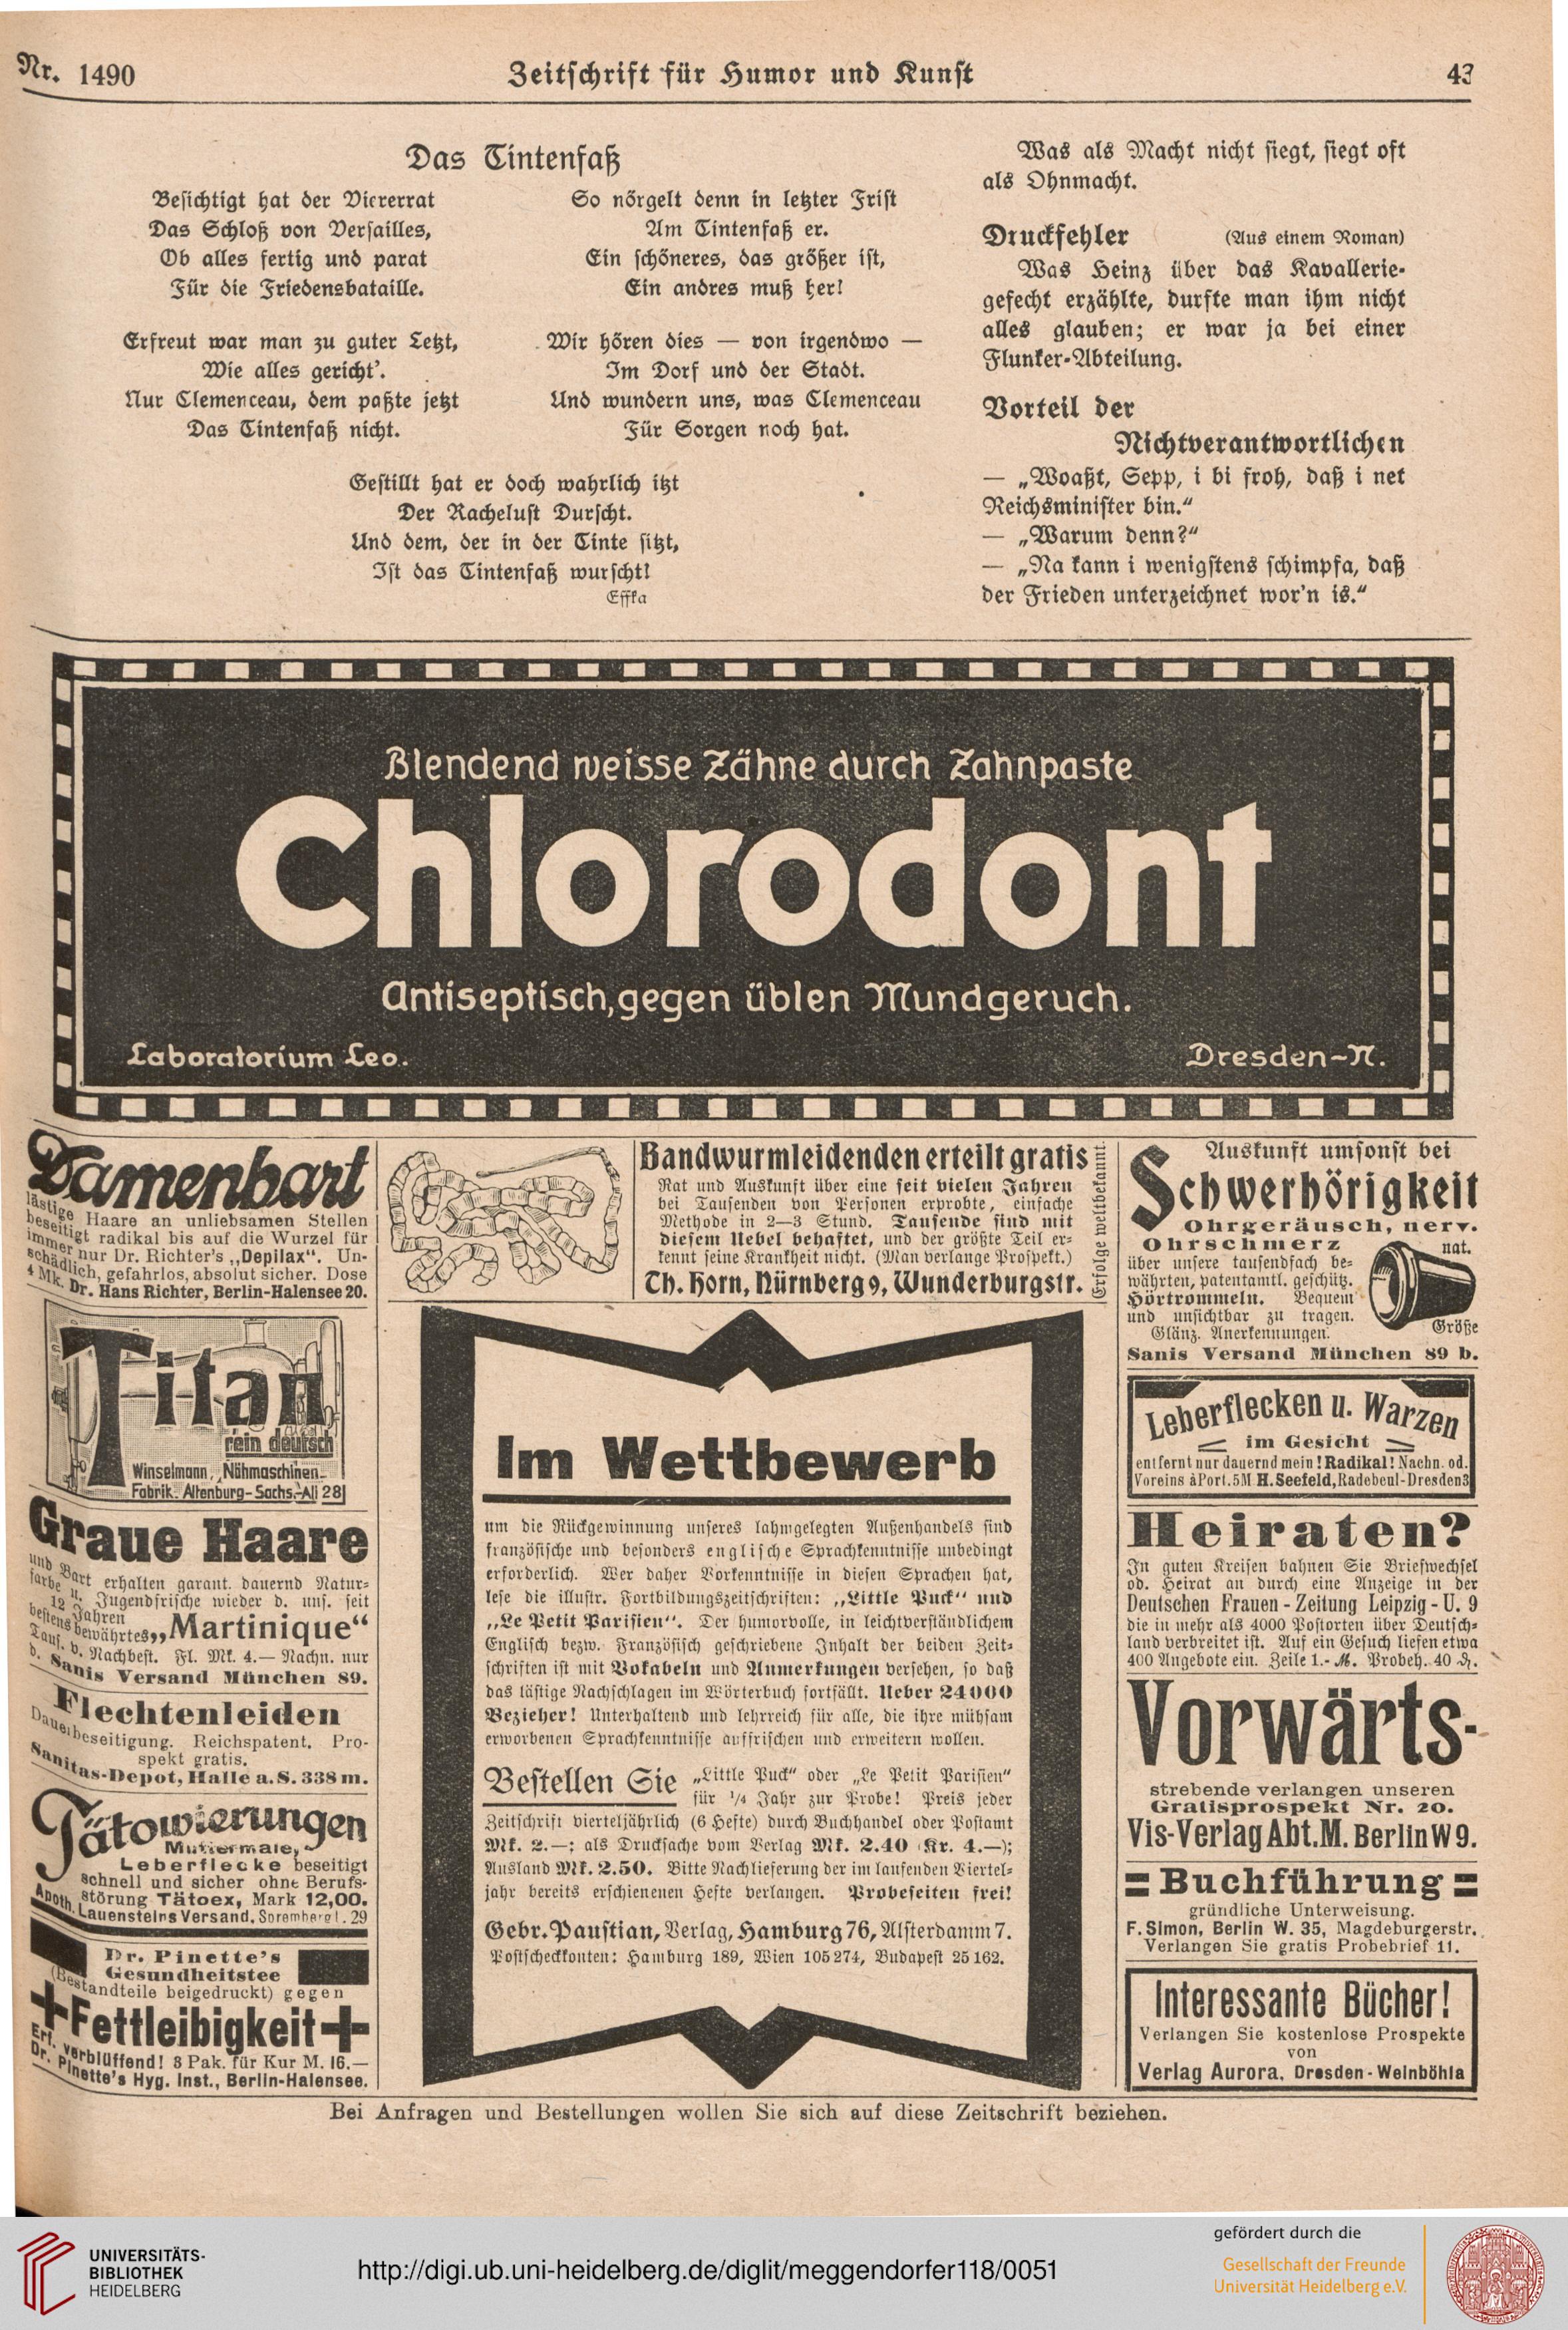 Nr. 1490
Zeitschrift für Humor und Kunst
43
Das Tintenfaß
Besichtigt hat der Viererrat
Das Schloß von Versailles,
Ob alles fertig und parat
Für die Friedensbataille.
Erfreut war man zu guter Letzt,
Wie alles gericht'.
Nur Clemenceau, dem paßte jetzt
Das Tintenfaß nicht.
So nörgelt denn in letzter Frist
Am Tintenfaß er.
Ein schöneres, das größer ist,
Ein andres muß her!
Wir hören dies — von irgendwo —
Im Dorf und der Stadt.
Und wundern uns, was Clemenceau
Für Sorgen noch hat.
Gestillt hat er doch wahrlich itzt
Der Rachelust Durscht.
Und dem, der in der Tinte sitzt,
Ist das Tintenfaß wurscht!
Effka
Was als Macht nicht siegt, siegt oft
als Ohnmacht.
Druckfehler (Aus einem Roman)
Was Heinz über das Kavallerie-
gefecht erzählte, durfte man ihm nicht
alles glauben; er war ja bei einer
Flunker-Abteilung.
Vorteil der
Nichtverantwortlichen
— „Woaßt, Sepp, i bi froh, daß i net
Reichsminister bin.“
— „Warum denn?“
— „Na kann i wenigstens schimpfa, daß
der Frieden unterzeichnet wor'n is.“
Blendend weisse Zähne durch Zahnpaste
Chlorodont
Antiseptisch, gegen üblen Mundgeruch.
Laboratorium Leo.
Dresden-N.
Damenbart
lästige Haare an unliebsamen Stellen
beseitigt radikal bis auf die Wurzel für
immer nur Dr. Richter's „Depilax“. Un-
schädlich, gefahrlos, absolut sicher. Dose
4 Mk. Dr. Hans Richter, Berlin-Halensee 20.
Titan
rein deutsch
Winselmann, Nähmaschinen-
Fabrik. Altenburg-Sachs.-Alt 28
Graue Haare
und Bart erhalten garant. dauernd Natur-
farbe u. Jugendfrische wieder d. uns. seit
12 Jahren
bestens bewährtes „Martinique“
Taus. v. Nachbest. Fl. Mk. 4.— Nachn. nur
d. Sanis Versand München 89.
Flechtenleiden
Dauerbeseitigung. Reichspatent. Pro-
spekt gratis.
Sanitas-Depot, Halle a. S. 338 m.
Tätowierungen
Muttermale,
Leberflecke beseitigt
schnell und sicher ohne Berufs-
störung Tätoex, Mark 12,00.
Apoth. Lauensteins Versand, Spremberg L. 29
Dr. Pinette's
Gesundheitstee
(Bestandteile beigedruckt) gegen
+Fettleibigkeit+
Erf. verblüffend! 3 Pak. für Kur M. 16.—
Dr. Pinette's Hyg. Inst., Berlin-Halensee.
Bandwurmleidenden erteilt gratis
Rat und Auskunft über eine seit vielen Jahren
bei Tausenden von Personen erprobte, einfache
Methode in 2—3 Stund. Tausende sind mit
diesem Uebel behaftet, und der größte Teil er-
kennt seine Krankheit nicht. (Man verlange Prospekt.)
Th. Horn, Nürnberg 9, Wunderburgstr.
Erfolge weltbekannt
Im Wettbewerb
um die Rückgewinnung unseres lahmgelegten Außenhandels sind
französische und besonders englische Sprachkenntnisse unbedingt
erforderlich. Wer daher Vorkenntnisse in diesen Sprachen hat,
lese die illustr. Fortbildungszeitschriften: „Little Puck“ und
„Le Petit Parisien“. Der humorvolle, in leichtverständlichem
Englisch bezw. Französisch geschriebene Inhalt der beiden Zeit-
schriften ist mit Vokabeln und Anmerkungen versehen, so daß
das lästige Nachschlagen im Wörterbuch fortfällt. Ueber 24000
Bezieher! Unterhaltend und lehrreich für alle, die ihre mühsam
erworbenen Sprachkenntnisse auffrischen und erweitern wollen.
Bestellen Sie „Little Puck“ oder „Le Petit Parisien“
für 1/4 Jahr zur Probe! Preis jeder
Zeitschrift vierteljährlich (6 Hefte) durch Buchhandel oder Postamt
Mk. 2.—; als Drucksache vom Verlag Mk. 2.40 (Kr. 4.—);
Ausland Mk. 2.50. Bitte Nachlieferung der im laufenden Viertel-
jahr bereits erschienenen Hefte verlangen. Probeseiten frei!
Gebr. Paustian, Verlag, Hamburg 76, Alsterdamm 7.
Postscheckkonten: Hamburg 189, Wien 105274, Budapest 25162.
Auskunft umsonst bei
Schwerhörigkeit
Ohrgeräusch, nerv.
Ohrschmerz
über unsere tausendfach be-
währten, patentamtl. geschütz.
Hörtrommeln. Bequem
und unsichtbar zu tragen.
Glänz. Anerkennungen.
nat.
Größe
Sanis Versand München 89 b.
Leberflecken u. Warzen
im Gesicht
entfernt nur dauernd mein ! Radikal ! Nachn. od.
Voreins. à Port. 5 M H. Seefeld, Radebeul-Dresden 3
Heiraten?
In guten Kreisen bahnen Sie Briefwechsel
od. Heirat an durch eine Anzeige in der
Deutschen Frauen-Zeitung Leipzig-U. 9
die in mehr als 4000 Postorten über Deutsch-
land verbreitet ist. Auf ein Gesuch liefen etwa
400 Angebote ein. Zeile 1.- M. Probeh. 40 ₰.
Vorwärts-
strebende verlangen unseren
Gratisprospekt Nr. 20.
Vis-Verlag Abt. M. Berlin W 9.
Buchführung
gründliche Unterweisung.
F. Simon, Berlin W. 35, Magdeburgerstr.
Verlangen Sie gratis Probebrief 11.
Interessante Bücher!
Verlangen Sie kostenlose Prospekte
von
Verlag Aurora, Dresden-Weinböhla
Bei Anfragen und Bestellungen wollen Sie sich auf diese Zeitschrift beziehen.
UNIVERSITÄTS-
BIBLIOTHEK
HEIDELBERG
http://digi.ub.uni-heidelberg.de/diglit/meggendorfer118/0051
gefördert durch die
Gesellschaft der Freunde
Universität Heidelberg e.V.